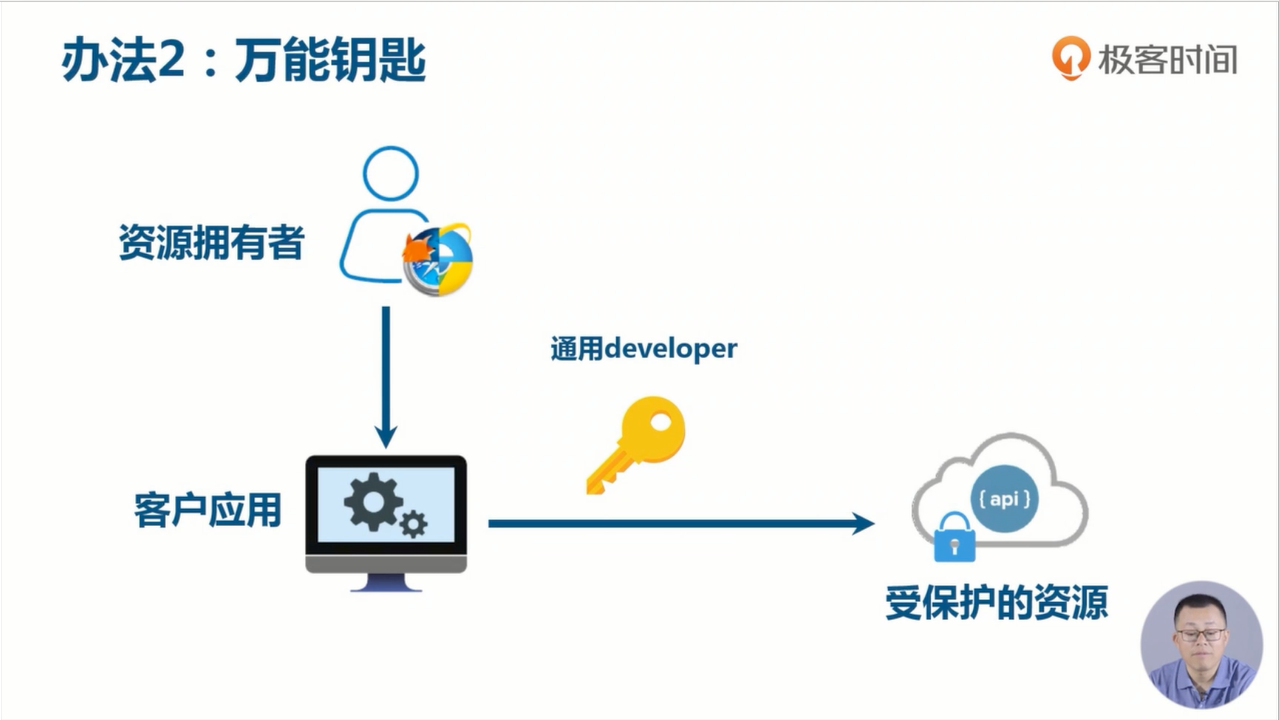 办法2：万能钥匙
极客时间
资源拥有者
通用developer
客户应用
{ api }
受保护的资源